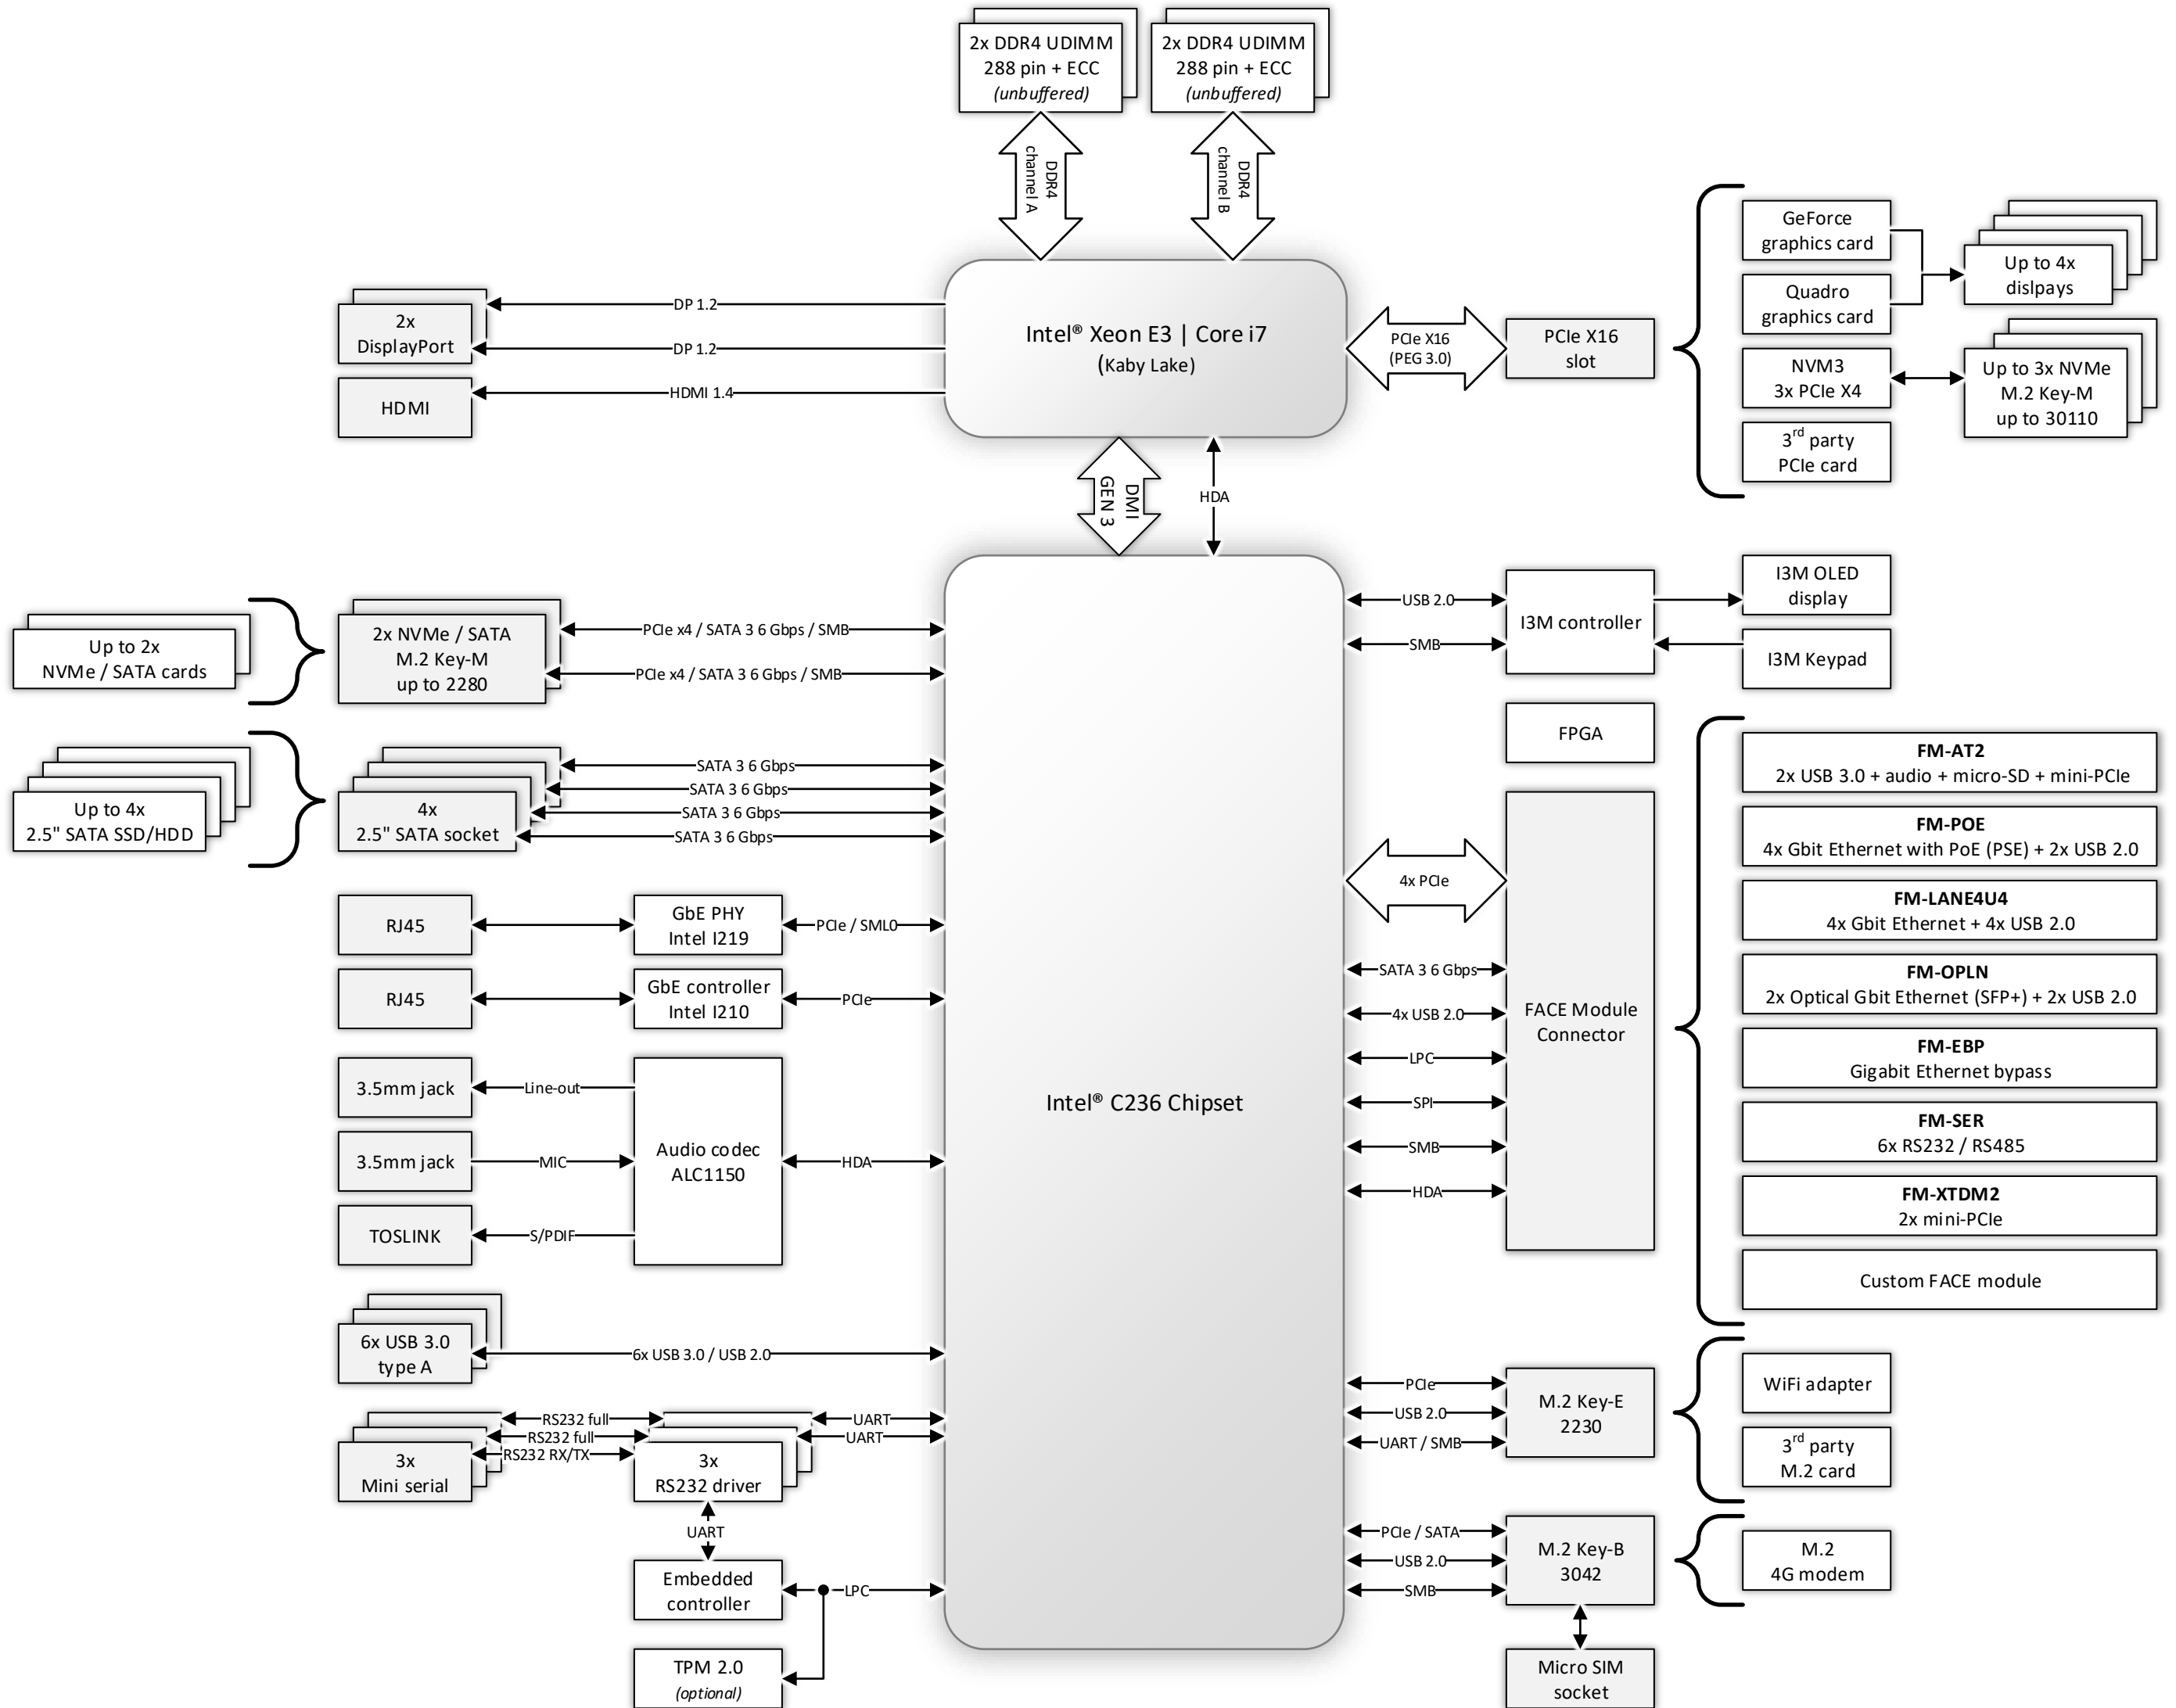 2x DDR4 UDIMM
288 pin + ECC
(unbuffered)
2x DDR4 UDIMM
288 pin + ECC
(unbuffered)
DDR4
channel A
DDR4
channel B
2x
DisplayPort
HDMI
DP 1.2
DP 1.2
HDMI 1.4
Intel® Xeon E3 | Core i7
(Kaby Lake)
PCIe X16
(PEG 3.0)
PCIe X16
slot
GeForce
graphics card
Quadro
graphics card
NVM3
3x PCIe X4
3rd party
PCIe card
Up to 4x
dislpays
Up to 3x NVMe
M.2 Key-M
up to 30110
DMI
GEN 3
HDA
Up to 2x
NVMe / SATA cards
2x NVMe / SATA
M.2 Key-M
up to 2280
PCIe x4 / SATA 3 6 Gbps / SMB
PCIe x4 / SATA 3 6 Gbps / SMB
Up to 4x
2.5" SATA SSD/HDD
4x
2.5" SATA socket
SATA 3 6 Gbps
SATA 3 6 Gbps
SATA 3 6 Gbps
SATA 3 6 Gbps
RJ45
GbE PHY
Intel I219
PCIe / SML0
RJ45
GbE controller
Intel I210
PCIe
3.5mm jack
Line-out
3.5mm jack
MIC
TOSLINK
S/PDIF
Audio codec
ALC1150
HDA
6x USB 3.0
type A
6x USB 3.0 / USB 2.0
3x
Mini serial
RS232 full
RS232 full
RS232 RX/TX
3x
RS232 driver
UART
UART
UART
Embedded
controller
LPC
TPM 2.0
(optional)
Intel® C236 Chipset
USB 2.0
SMB
I3M controller
I3M OLED
display
I3M Keypad
FPGA
4x PCIe
SATA 3 6 Gbps
4x USB 2.0
LPC
SPI
SMB
HDA
FACE Module
Connector
FM-AT2
2x USB 3.0 + audio + micro-SD + mini-PCIe
FM-POE
4x Gbit Ethernet with PoE (PSE) + 2x USB 2.0
FM-LANE4U4
4x Gbit Ethernet + 4x USB 2.0
FM-OPLN
2x Optical Gbit Ethernet (SFP+) + 2x USB 2.0
FM-EBP
Gigabit Ethernet bypass
FM-SER
6x RS232 / RS485
FM-XTDM2
2x mini-PCIe
Custom FACE module
PCIe
USB 2.0
UART / SMB
M.2 Key-E
2230
WiFi adapter
3rd party
M.2 card
PCIe / SATA
USB 2.0
SMB
M.2 Key-B
3042
M.2
4G modem
Micro SIM
socket